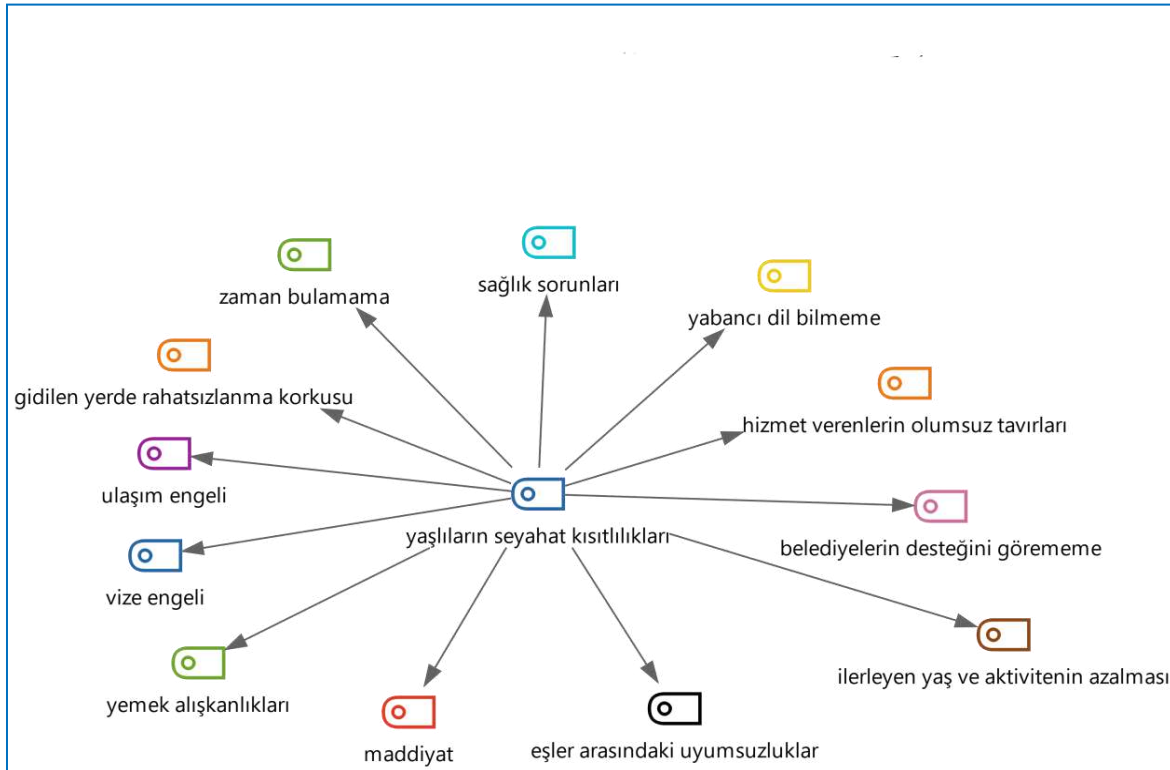 sağlık sorunları
zaman bulamama
yabancı dil bilmeme
gidilen yerde rahatsızlanma korkusu
hizmet verenlerin olumsuz tavırları
ulaşım engeli
yaşlıların seyahat kısıtlılıkları
belediyelerin desteğini görememe
vize engeli
ilerleyen yaş ve aktivitenin azalması
yemek alışkanlıkları
maddiyat
eşler arasındaki uyumsuzluklar